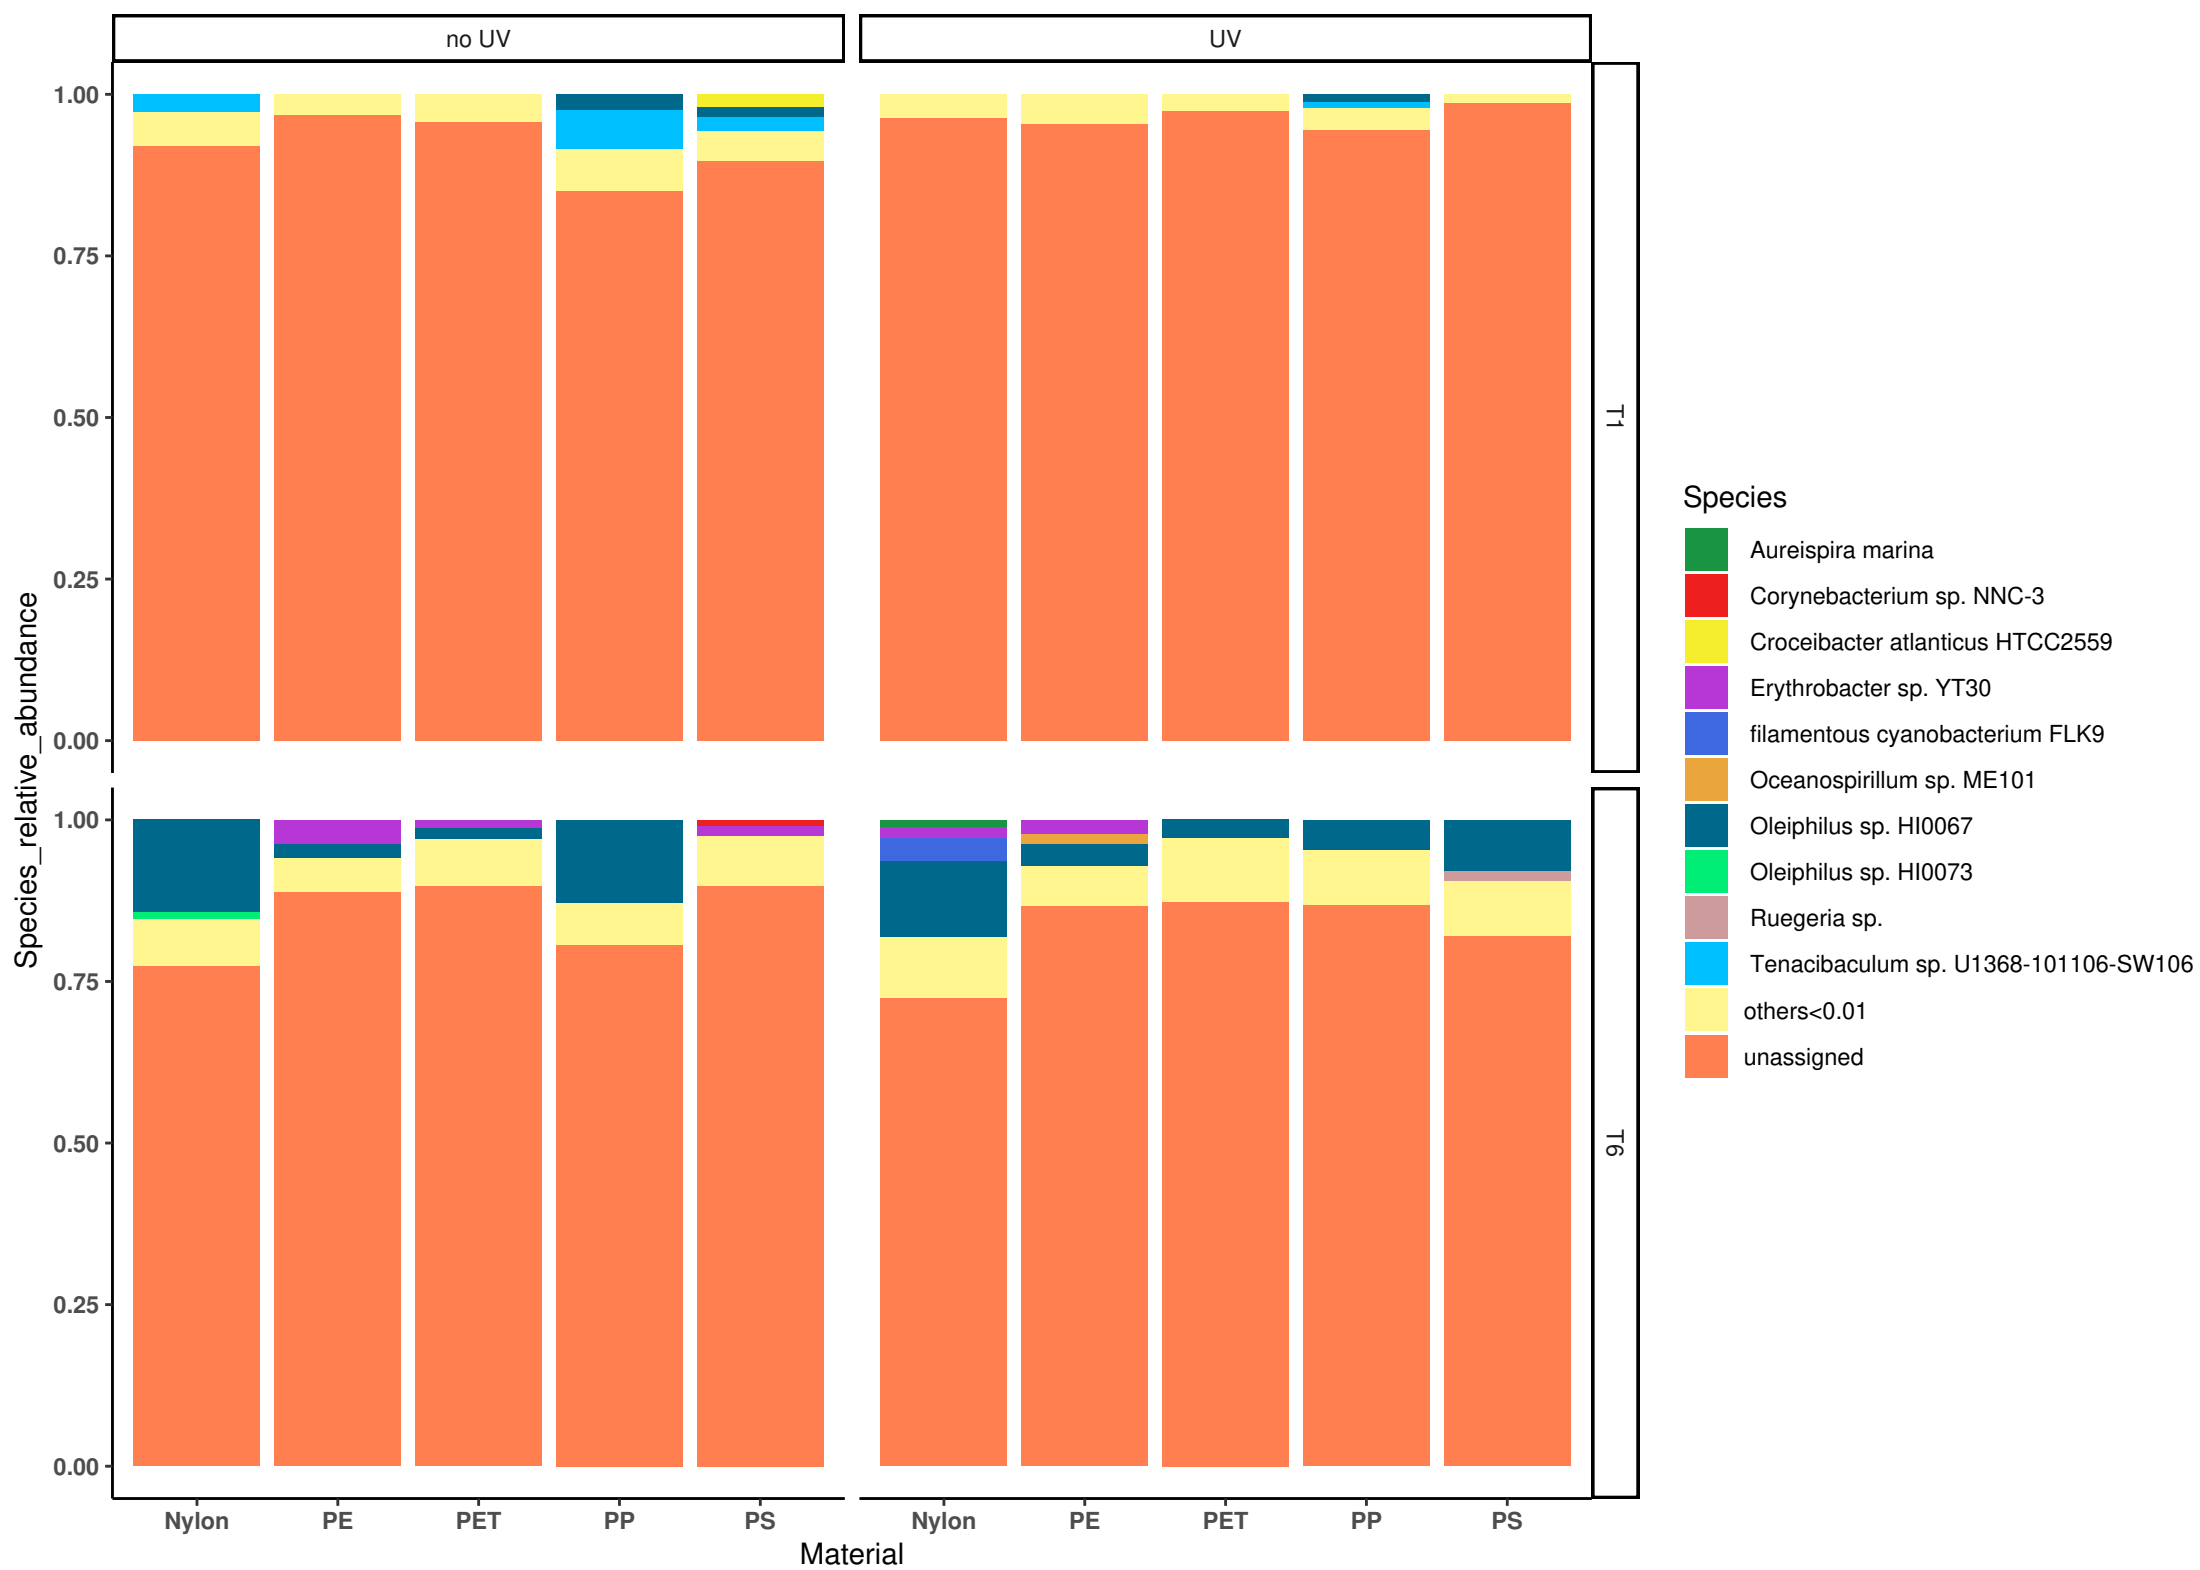 no UV
UV
1.00
0.75
0.50
0.25
0.00
T1
1.00
0.75
0.50
0.25
0.00
T6
Species_relative_abundance
Nylon PE PET PP PS
Nylon PE PET PP PS
Material
Species
Aureispira marina
Corynebacterium sp. NNC-3
Croceibacter atlanticus HTCC2559
Erythrobacter sp. YT30
filamentous cyanobacterium FLK9
Oceanospirillum sp. ME101
Oleiphilus sp. HI0067
Oleiphilus sp. HI0073
Ruegeria sp.
Tenacibaculum sp. U1368-101106-SW106
others<0.01
unassigned